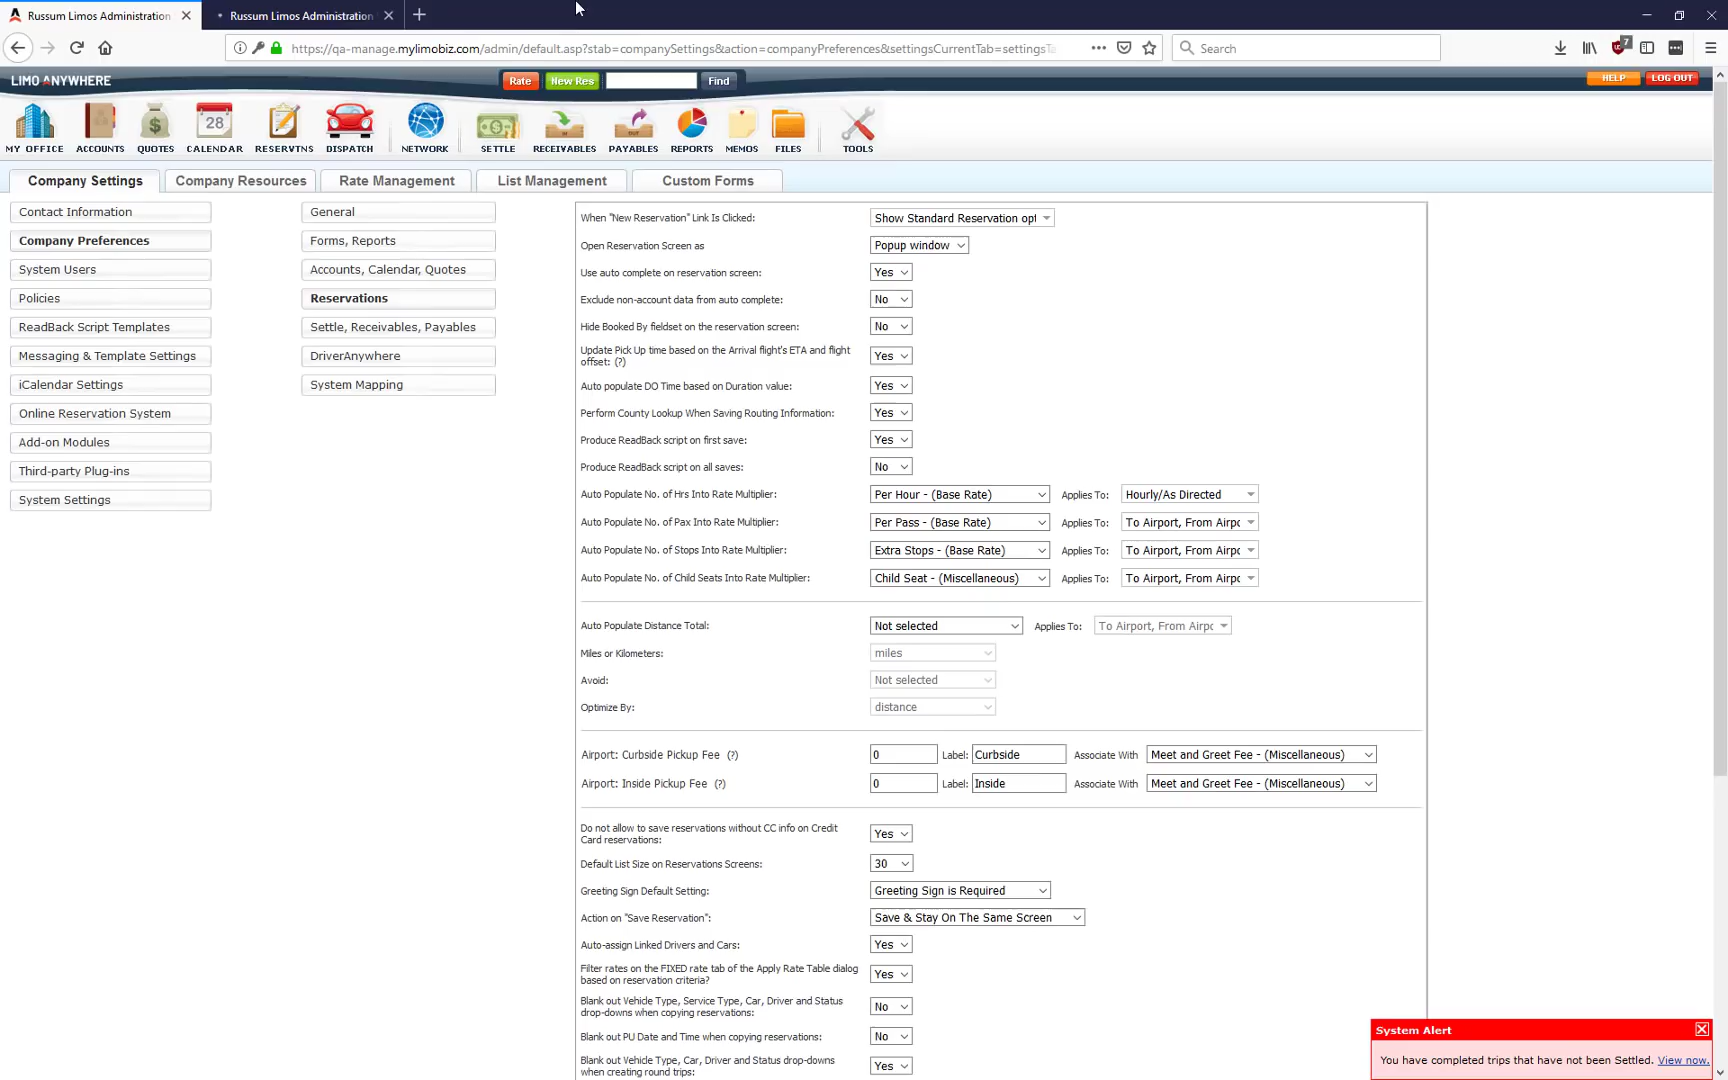 Russum Limos Administration
Russum Limos Administration
https://qa-manage.mylimobiz.com/admin/default.asp?stab=companySettings&action=companyPreferences&settingsCurrentTab=settingsTa
Search
7
LIMO ANYWHERE
Rate
New Res
Find
HELP
LOG OUT
28
MY OFFICE
ACCOUNTS
QUOTES
CALENDAR
RESERVTNS
DISPATCH
NETWORK
SETTLE
RECEIVABLES
PAYABLES
REPORTS
MEMOS
FILES
TOOLS
Company Settings
Company Resources
Rate Management
List Management
Custom Forms
Contact Information
Company Preferences
System Users
Policies
ReadBack Script Templates
Messaging & Template Settings
iCalendar Settings
Online Reservation System
Add-on Modules
Third-party Plug-ins
System Settings
General
Forms, Reports
Accounts, Calendar, Quotes
Reservations
Settle, Receivables, Payables
DriverAnywhere
System Mapping
When "New Reservation" Link Is Clicked: Show Standard Reservation opt
Open Reservation Screen as Popup window
Use auto complete on reservation screen: Yes
Exclude non-account data from auto complete: No
Hide Booked By fieldset on the reservation screen: No
Update Pick Up time based on the Arrival flight's ETA and flight
offset: (?) Yes
Auto populate DO Time based on Duration value: Yes
Perform County Lookup When Saving Routing Information: Yes
Produce ReadBack script on first save: Yes
Produce ReadBack script on all saves: No
Auto Populate No. of Hrs Into Rate Multiplier: Per Hour - (Base Rate) Applies To: Hourly/As Directed
Auto Populate No. of Pax Into Rate Multiplier: Per Pass - (Base Rate) Applies To: To Airport, From Airpo
Auto Populate No. of Stops Into Rate Multiplier: Extra Stops - (Base Rate) Applies To: To Airport, From Airpo
Auto Populate No. of Child Seats Into Rate Multiplier: Child Seat - (Miscellaneous) Applies To: To Airport, From Airpo
Auto Populate Distance Total: Not selected Applies To: To Airport, From Airpo
Miles or Kilometers: miles
Avoid: Not selected
Optimize By: distance
Airport: Curbside Pickup Fee (?) 0 Label: Curbside Associate With Meet and Greet Fee - (Miscellaneous)
Airport: Inside Pickup Fee (?) 0 Label: Inside Associate With Meet and Greet Fee - (Miscellaneous)
Do not allow to save reservations without CC info on Credit
Card reservations: Yes
Default List Size on Reservations Screens: 30
Greeting Sign Default Setting: Greeting Sign is Required
Action on "Save Reservation": Save & Stay On The Same Screen
Auto-assign Linked Drivers and Cars: Yes
Filter rates on the FIXED rate tab of the Apply Rate Table dialog
based on reservation criteria? Yes
Blank out Vehicle Type, Service Type, Car, Driver and Status
drop-downs when copying reservations: No
Blank out PU Date and Time when copying reservations: No
Blank out Vehicle Type, Car, Driver and Status drop-downs
when creating round trips: Yes
System Alert
You have completed trips that have not been Settled. View now.